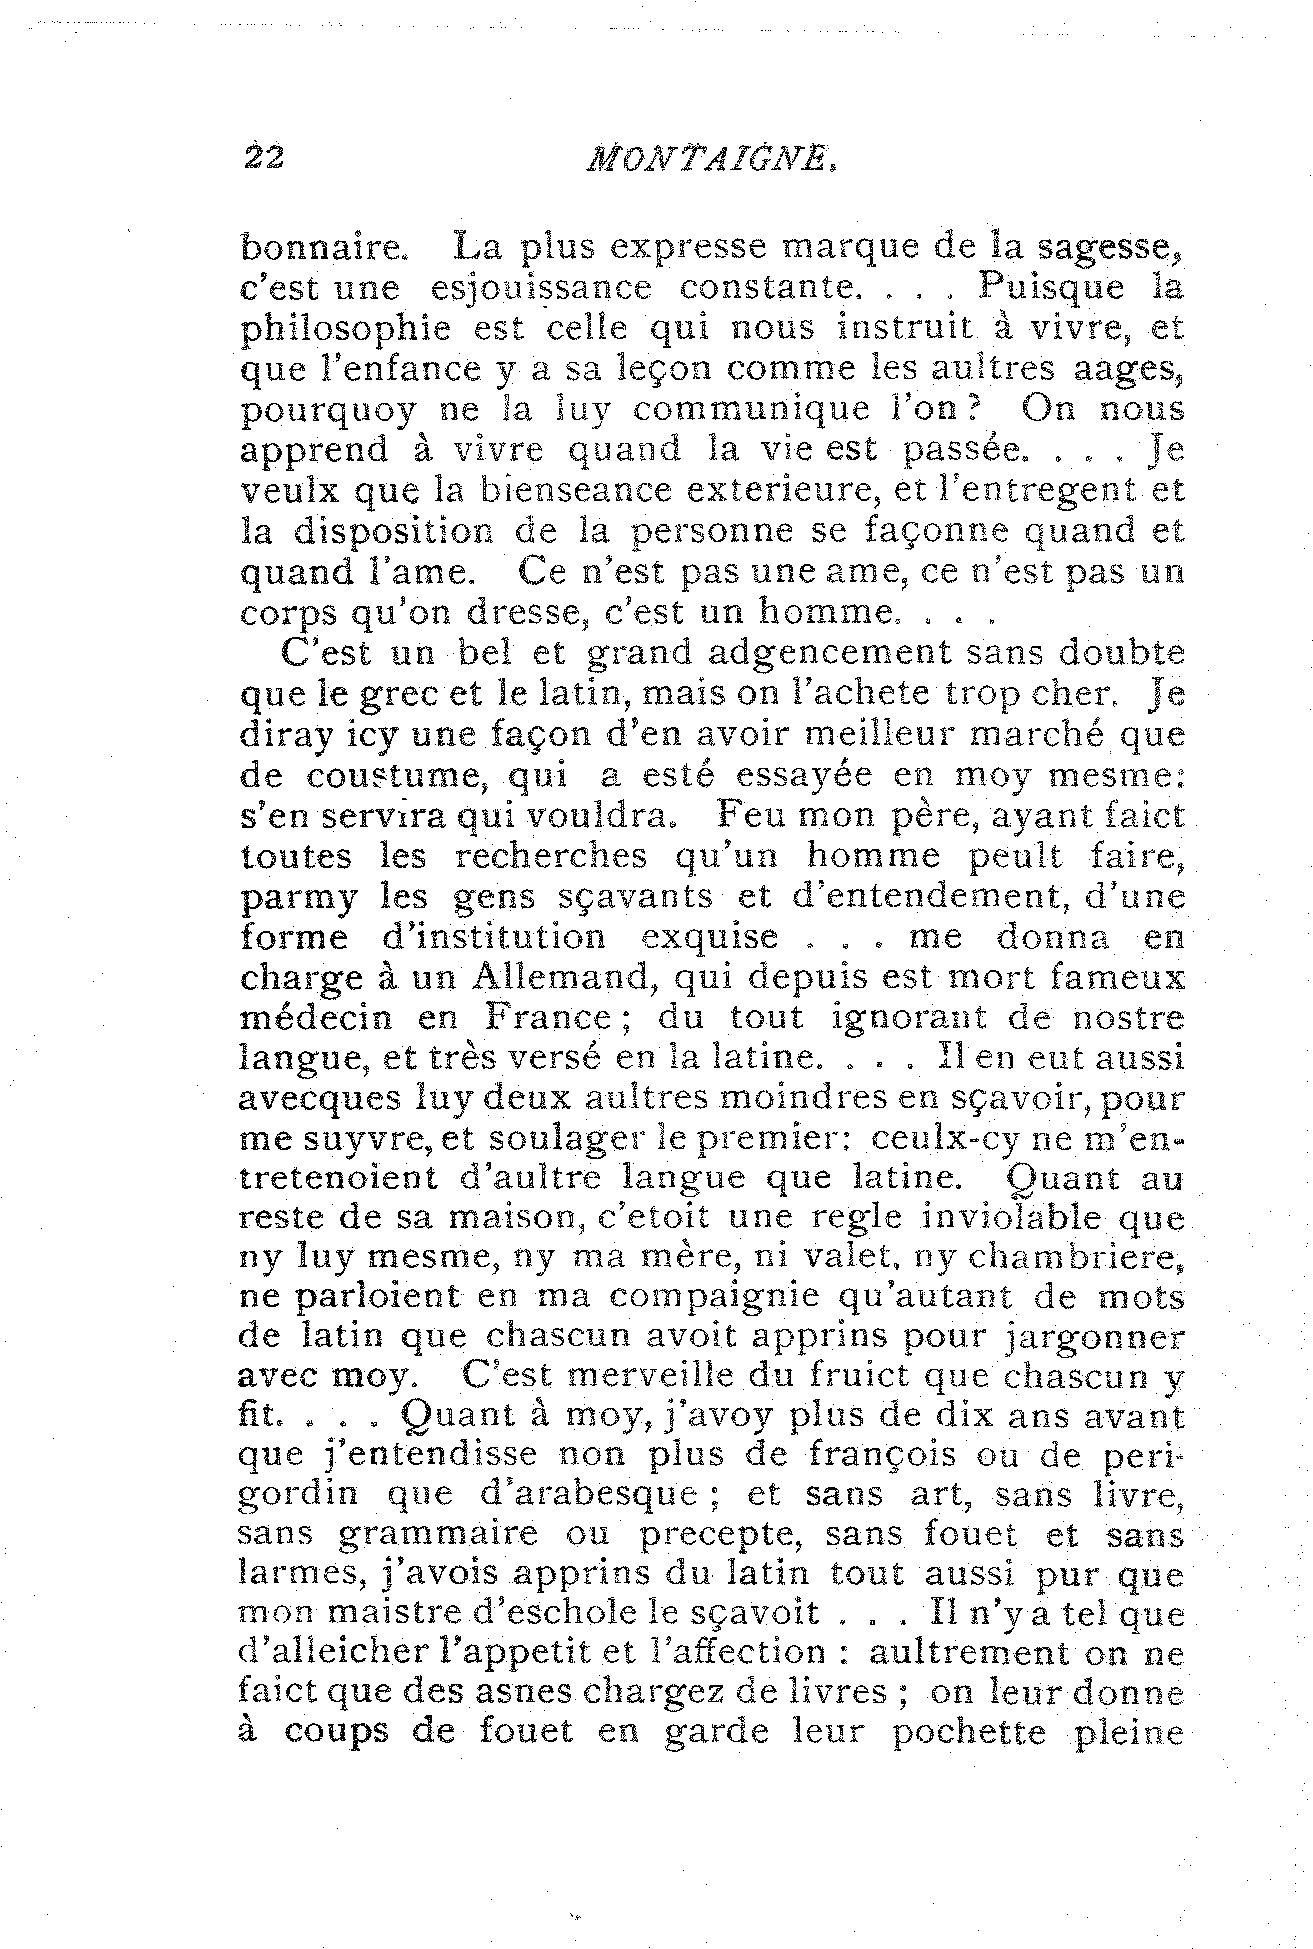 22 MONTAIGNE.
bonnaire. La plus expresse marque de la sagesse,
c'est une esjouissance constante. . . . Puisque la
philosophie est celle qui nous instruit à vivre, et
que l'enfance y a sa leçon comme les aultres aages,
pourquoy ne la luy communique l'on? On nous
apprend à vivre quand la vie est passée. . . . Je
veulx que la bienseance exterieure, et l'entregent et
la disposition de la personne se façonne quand et
quand l'ame. Ce n'est pas une ame, ce n'est pas un
corps qu'on dresse, c'est un homme. . . .
C'est un bel et grand adgencement sans doubte
que le grec et le latin, mais on l'achete trop cher. Je
diray icy une façon d'en avoir meilleur marché que
de coustume, qui a esté essayée en moy mesme:
s'en servira qui vouldra. Feu mon père, ayant faict
toutes les recherches qu'un homme peult faire,
parmy les gens sçavants et d'entendement, d'une
forme d'institution exquise . . . me donna en
charge à un Allemand, qui depuis est mort fameux
médecin en France; du tout ignorant de nostre
langue, et très versé en la latine. . . . Il en eut aussi
avecques luy deux aultres moindres en sçavoir, pour
me suyvre, et soulager le premier: ceulx-cy ne m'en-
tretenoient d'aultre langue que latine. Quant au
reste de sa maison, c'etoit une regle inviolable que
ny luy mesme, ny ma mère, ni valet, ny chambriere,
ne parloient en ma compaignie qu'autant de mots
de latin que chascun avoit apprins pour jargonner
avec moy. C'est merveille du fruict que chascun y
fit. . . . Quant à moy, j'avoy plus de dix ans avant
que j'entendisse non plus de françois ou de peri-
gordin que d'arabesque; et sans art, sans livre,
sans grammaire ou precepte, sans fouet et sans
larmes, j'avois apprins du latin tout aussi pur que
mon maistre d'eschole le sçavoit . . . Il n'y a tel que
d'alleicher l'appetit et l'affection : aultrement on ne
faict que des asnes chargez de livres ; on leur donne
à coups de fouet en garde leur pochette pleine